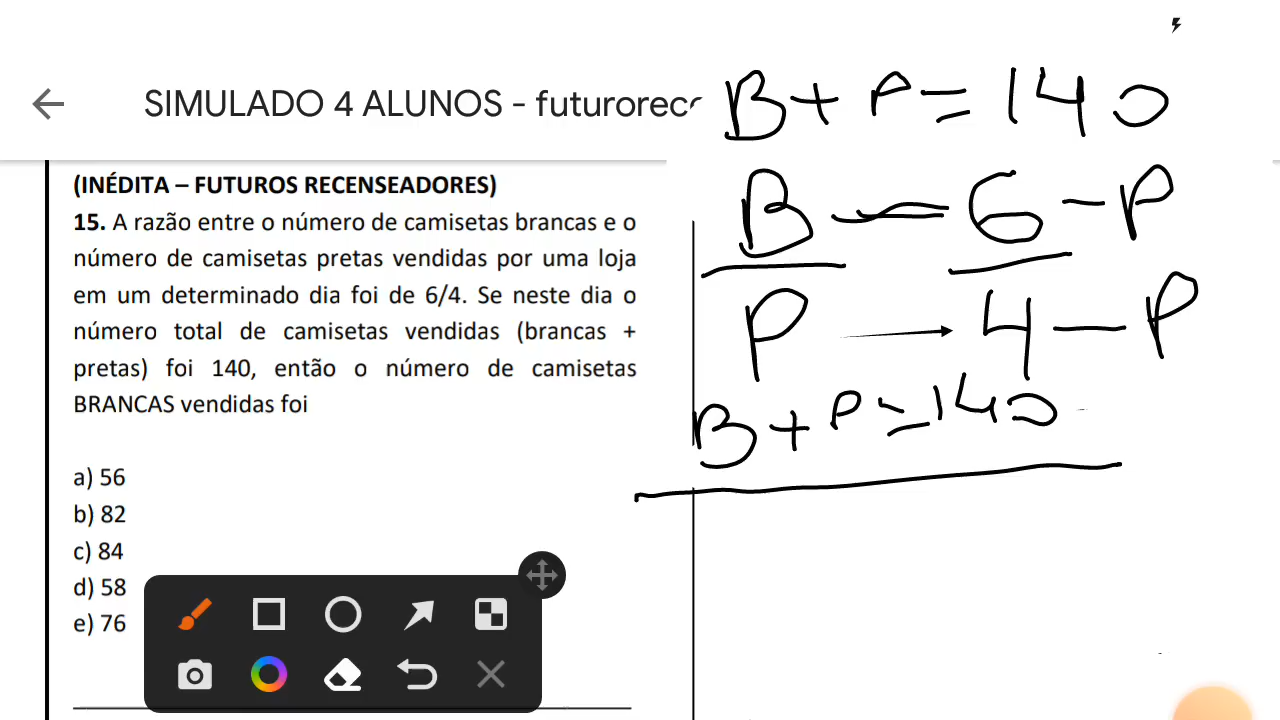 SIMULADO 4 ALUNOS - futurorec
B + P = 140
(INÉDITA – FUTUROS RECENSEADORES)
15. A razão entre o número de camisetas brancas e o
número de camisetas pretas vendidas por uma loja
em um determinado dia foi de 6/4. Se neste dia o
número total de camisetas vendidas (brancas +
pretas) foi 140, então o número de camisetas
BRANCAS vendidas foi
a) 56
b) 82
c) 84
d) 58
e) 76
B = 6 - P
P → 4 - P
B + P = 140